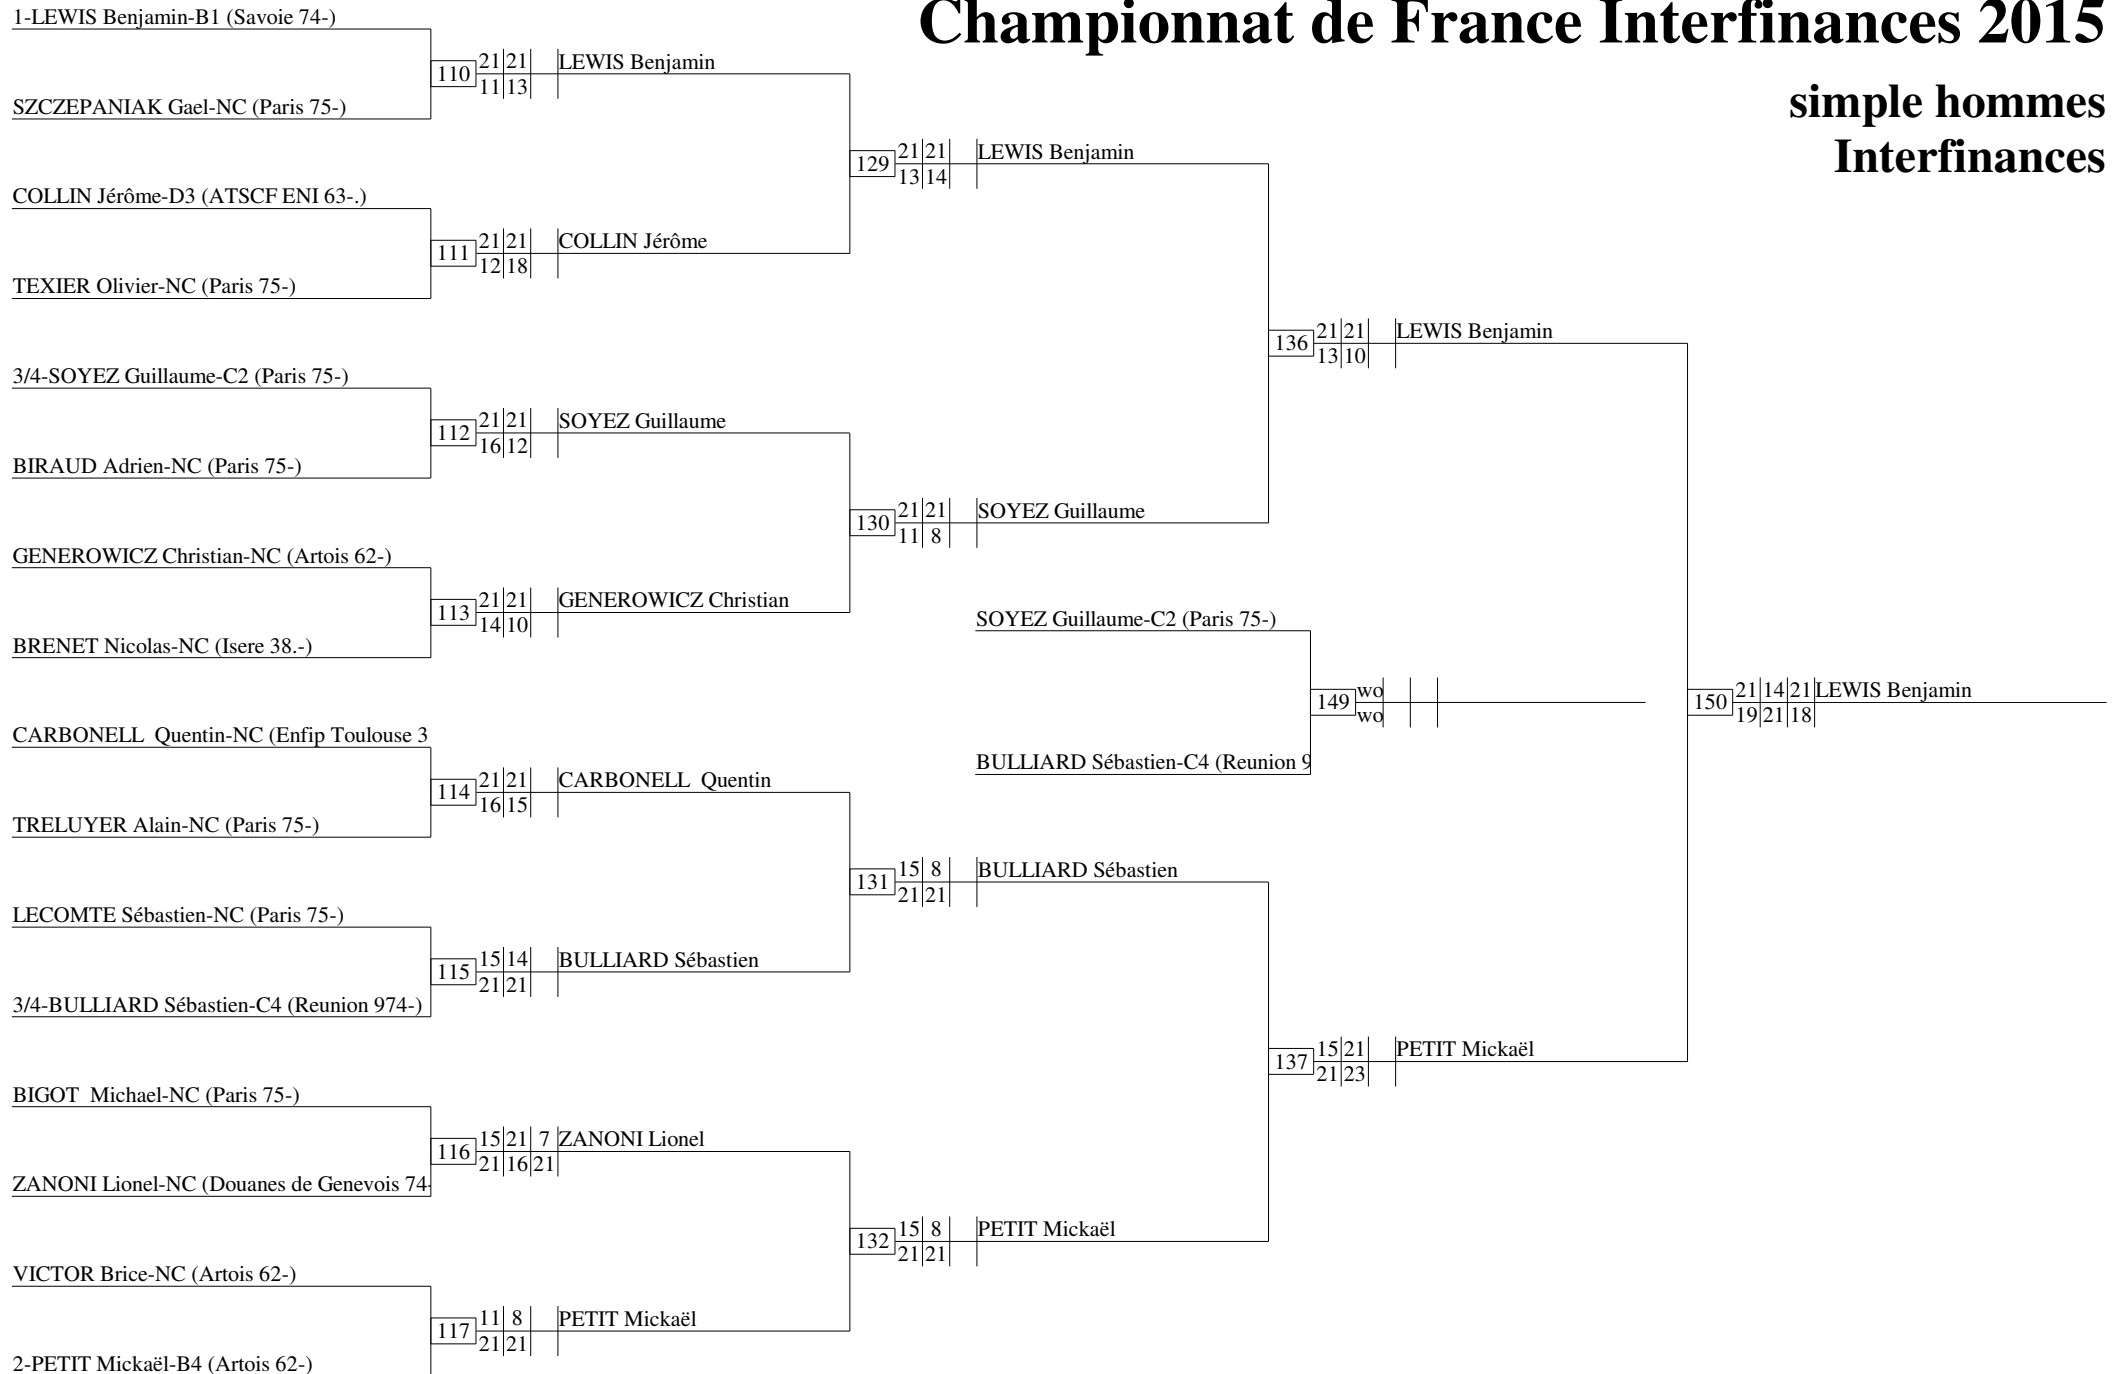 Championnat de France Interfinances 2015
simple hommes
Interfinances
1-LEWIS Benjamin-B1 (Savoie 74-)
110 21 21 LEWIS Benjamin
11 13
SZCZEPANIAK Gael-NC (Paris 75-)
129 21 21 LEWIS Benjamin
13 14
COLLIN Jérôme-D3 (ATSCF ENI 63-.)
111 21 21 COLLIN Jérôme
12 18
TEXIER Olivier-NC (Paris 75-)
136 21 21 LEWIS Benjamin
13 10
3/4-SOYEZ Guillaume-C2 (Paris 75-)
112 21 21 SOYEZ Guillaume
16 12
BIRAUD Adrien-NC (Paris 75-)
130 21 21 SOYEZ Guillaume
11 8
GENEROWICZ Christian-NC (Artois 62-)
113 21 21 GENEROWICZ Christian
14 10
SOYEZ Guillaume-C2 (Paris 75-)
BRENET Nicolas-NC (Isere 38.-)
149 wo
wo
150 21 14 21 LEWIS Benjamin
19 21 18
CARBONELL  Quentin-NC (Enfip Toulouse 3
BULLIARD Sébastien-C4 (Reunion 9
114 21 21 CARBONELL  Quentin
16 15
TRELUYER Alain-NC (Paris 75-)
131 15 8 BULLIARD Sébastien
21 21
LECOMTE Sébastien-NC (Paris 75-)
115 15 14 BULLIARD Sébastien
21 21
3/4-BULLIARD Sébastien-C4 (Reunion 974-)
137 15 21 PETIT Mickaël
21 23
BIGOT  Michael-NC (Paris 75-)
116 15 21 7 ZANONI Lionel
21 16 21
ZANONI Lionel-NC (Douanes de Genevois 74-
132 15 8 PETIT Mickaël
21 21
VICTOR Brice-NC (Artois 62-)
117 11 8 PETIT Mickaël
21 21
2-PETIT Mickaël-B4 (Artois 62-)